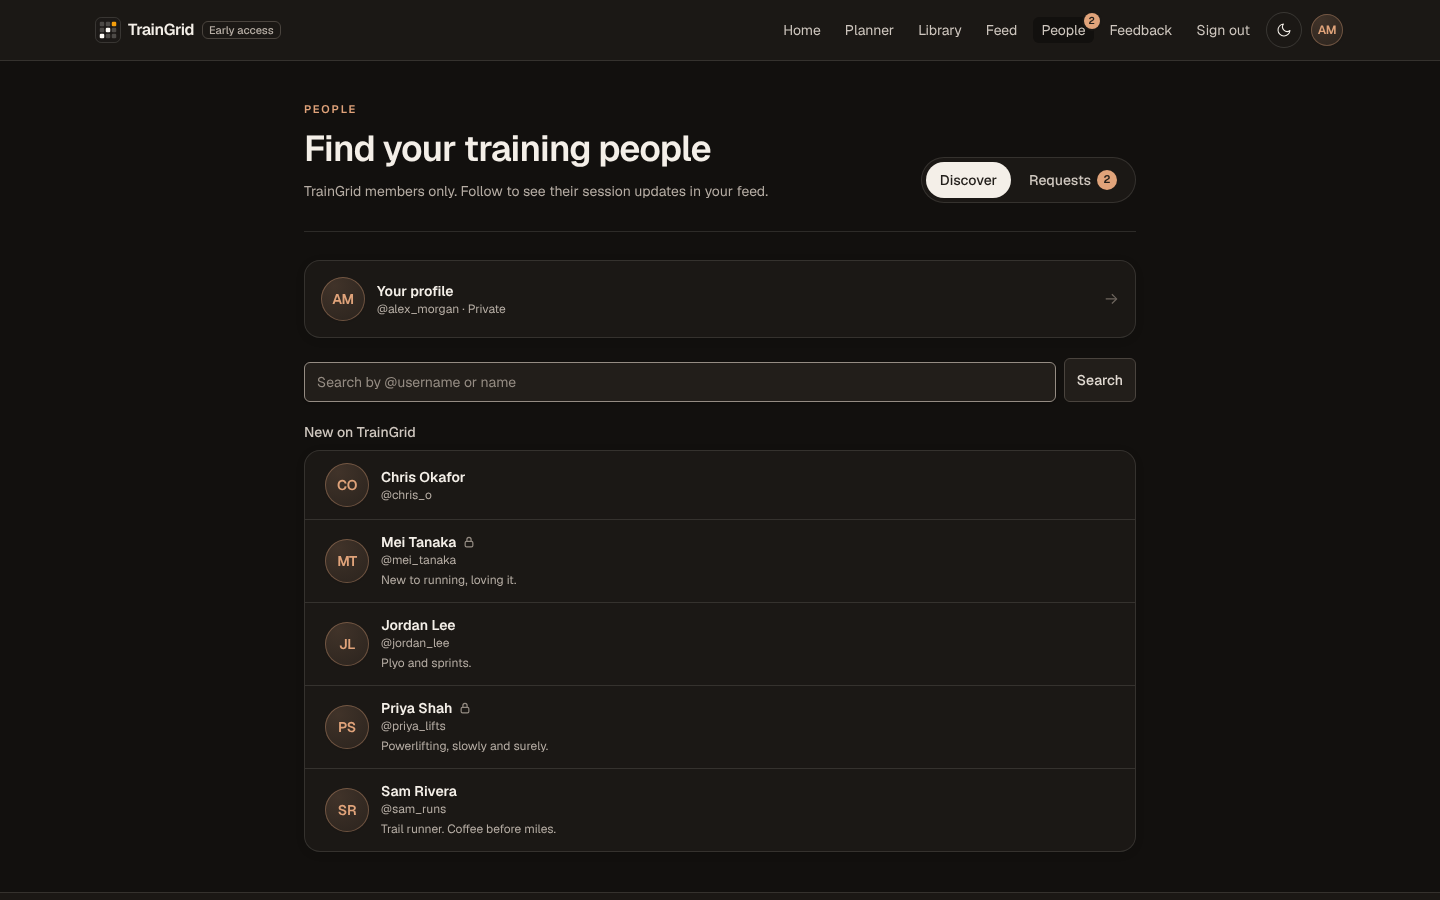 TrainGrid Early access
Home Planner Library Feed People 2 Feedback Sign out AM
PEOPLE
Find your training people
TrainGrid members only. Follow to see their session updates in your feed.
Discover Requests 2
AM
Your profile
@alex_morgan · Private
Search by @username or name
Search
New on TrainGrid
CO
Chris Okafor
@chris_o
MT
Mei Tanaka
@mei_tanaka
New to running, loving it.
JL
Jordan Lee
@jordan_lee
Plyo and sprints.
PS
Priya Shah
@priya_lifts
Powerlifting, slowly and surely.
SR
Sam Rivera
@sam_runs
Trail runner. Coffee before miles.